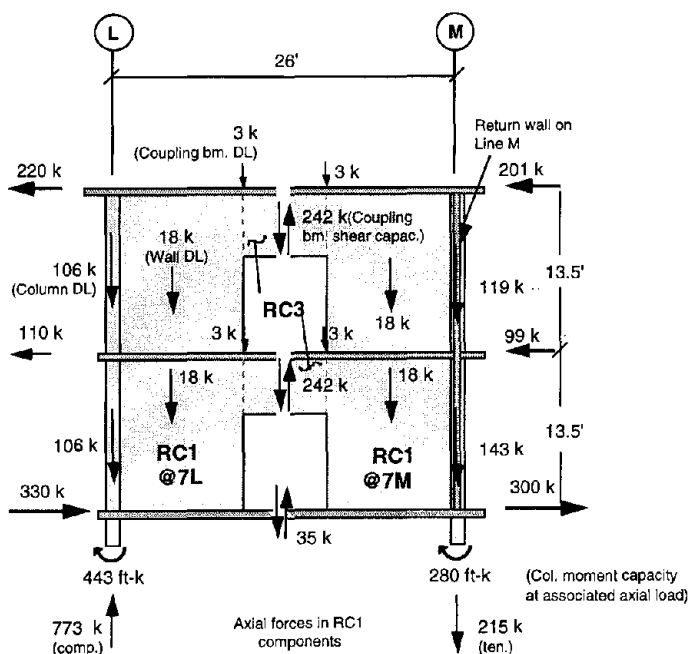 L
M
26'
3 k
(Coupling bm. DL)
3 k
Return wall on
Line M
220 k
201 k
242 k(Coupling
bm. shear capac.)
18 k
(Wall DL)
106 k
(Column DL)
RC3
18 k
119 k
13.5'
110 k
3 k
3 k
99 k
18 k
242 k
18 k
106 k
RC1
@7L
RC1
@7M
143 k
13.5'
330 k
300 k
35 k
443 ft-k
280 ft-k
(Col. moment capacity
at associated axial load)
773 k
(comp.)
Axial forces in RC1
components
215 k
(ten.)